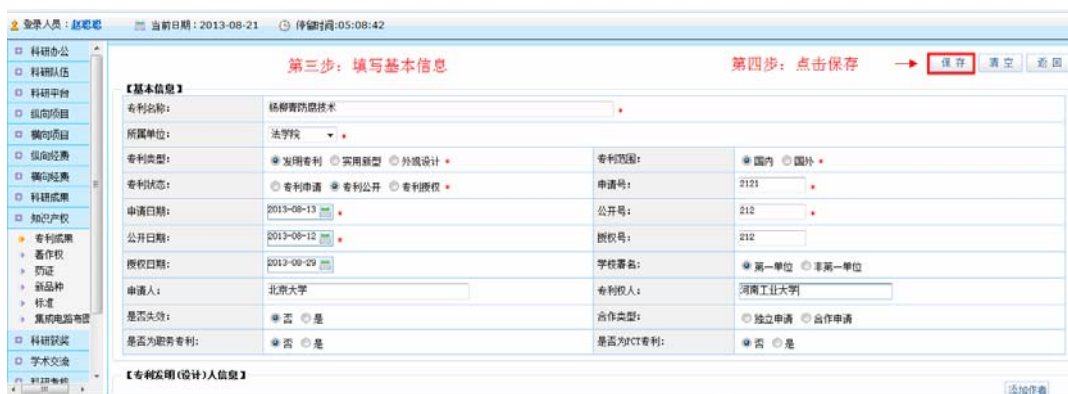 登录人员：赵聪聪 当前日期：2013-08-21 停留时间:05:08:42
科研办公
科研队伍
科研平台
纵向项目
横向项目
纵向经费
横向经费
科研成果
知识产权
专利成果
著作权
药证
新品种
标准
集成电路布图
科研获奖
学术交流
科研考核
第三步：填写基本信息 第四步：点击保存 保存 清空 返回
【基本信息】
专利名称： 杨柳青防腐技术 *
所属单位： 法学院 *
专利类型： 发明专利 实用新型 外观设计 * 专利范围： 国内 国外 *
专利状态： 专利申请 专利公开 专利授权 * 申请号： 2121 *
申请日期： 2013-08-13 * 公开号： 212 *
公开日期： 2013-08-12 * 授权号： 212
授权日期： 2013-08-29 学校署名： 第一单位 非第一单位
申请人： 北京大学 专利权人： 河南工业大学
是否失效： 否 是 合作类型： 独立申请 合作申请
是否为职务专利： 否 是 是否为PCT专利： 否 是
【专利发明(设计)人信息】
添加作者